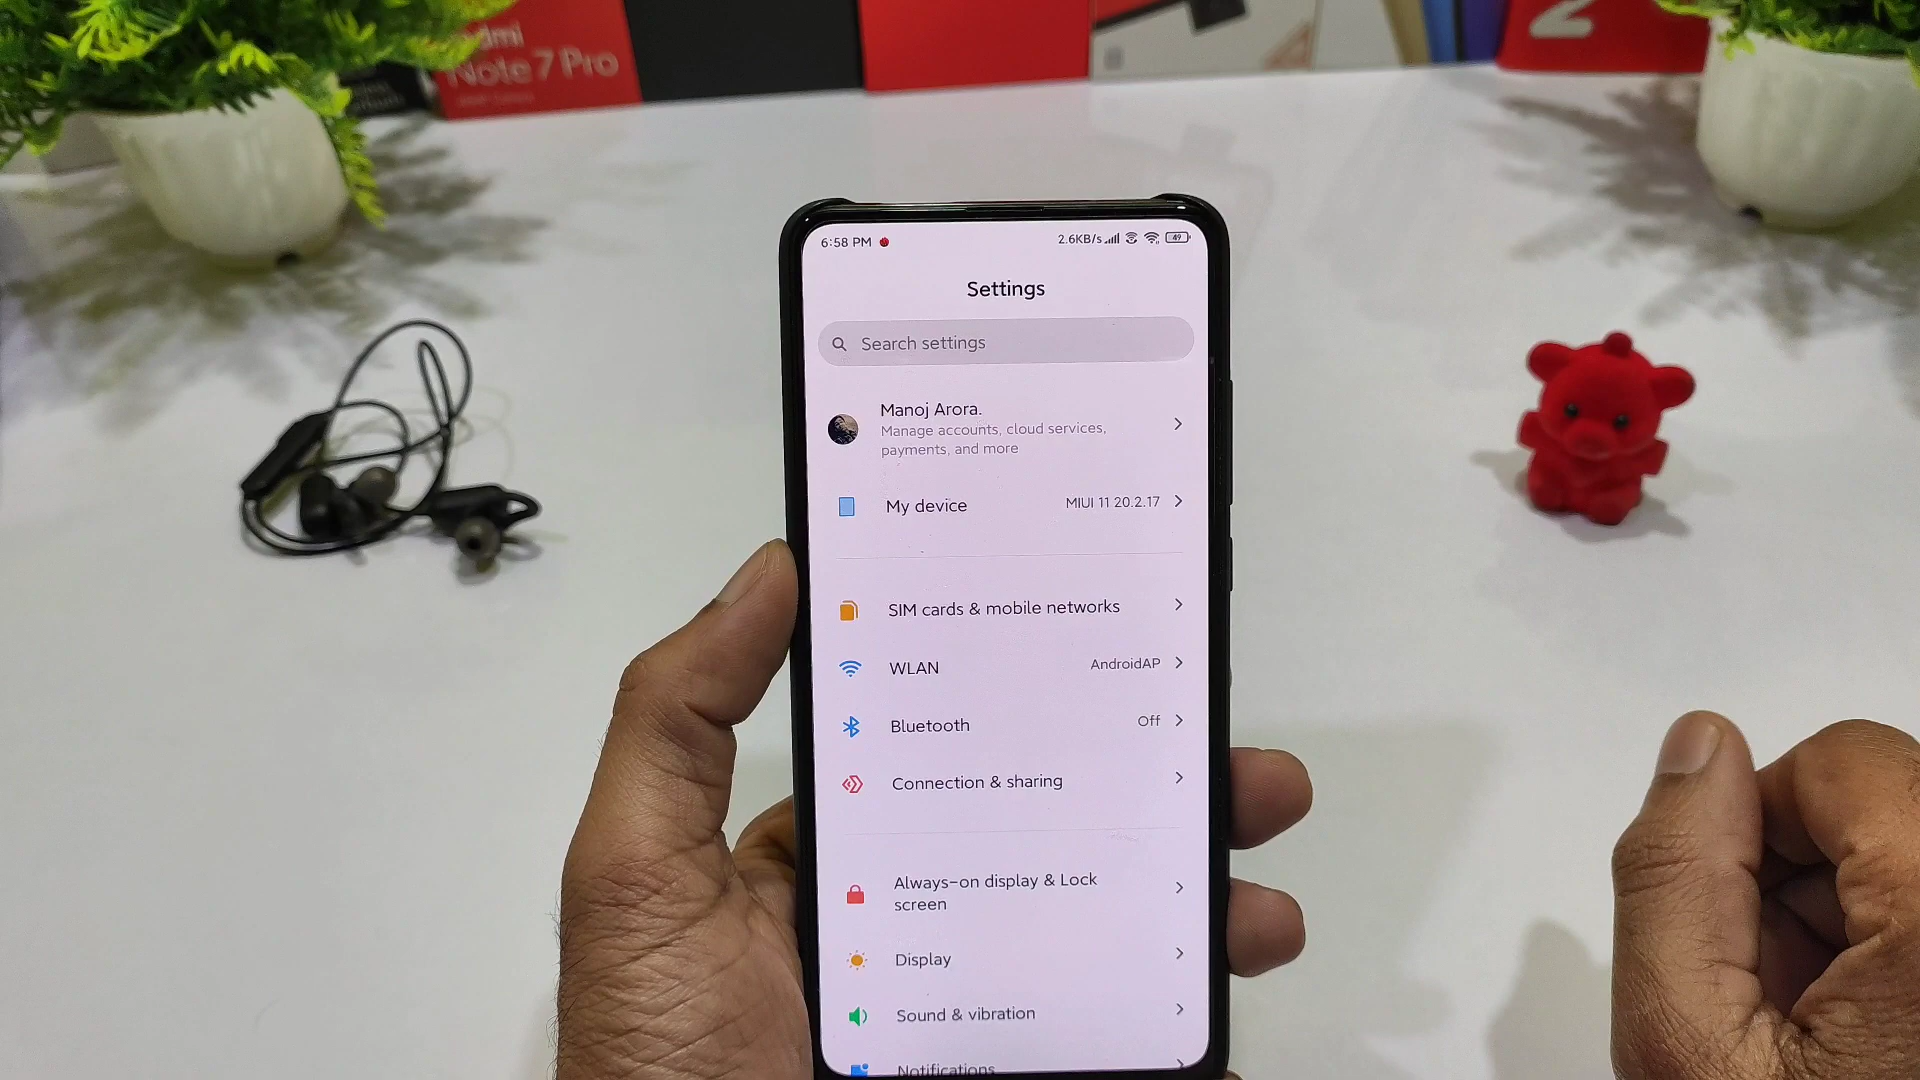 Note 7 Pro
2
6:58 PM
2.6KB/s
49
Settings
Search settings
Manoj Arora.
Manage accounts, cloud services,
payments, and more
My device
MIUI 11 20.2.17
SIM cards & mobile networks
WLAN
AndroidAP
Bluetooth
Off
Connection & sharing
Always-on display & Lock
screen
Display
Sound & vibration
Notifications